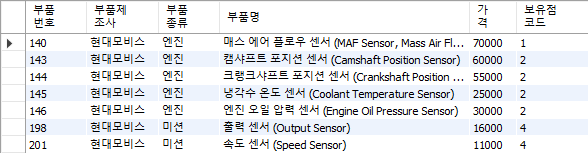 부품 번호 부품제조사 부품 종류 부품명 가격 보유점코드
140 현대모비스 엔진 매스 에어 플로우 센서 (MAF Sensor, Mass Air Fl... 70000 1
143 현대모비스 엔진 캠샤프트 포지션 센서 (Camshaft Position Sensor) 60000 2
144 현대모비스 엔진 크랭크샤프트 포지션 센서 (Crankshaft Position ... 55000 2
145 현대모비스 엔진 냉각수 온도 센서 (Coolant Temperature Sensor) 25000 2
146 현대모비스 엔진 엔진 오일 압력 센서 (Engine Oil Pressure Sensor) 30000 2
198 현대모비스 미션 출력 센서 (Output Sensor) 16000 4
201 현대모비스 미션 속도 센서 (Speed Sensor) 11000 4